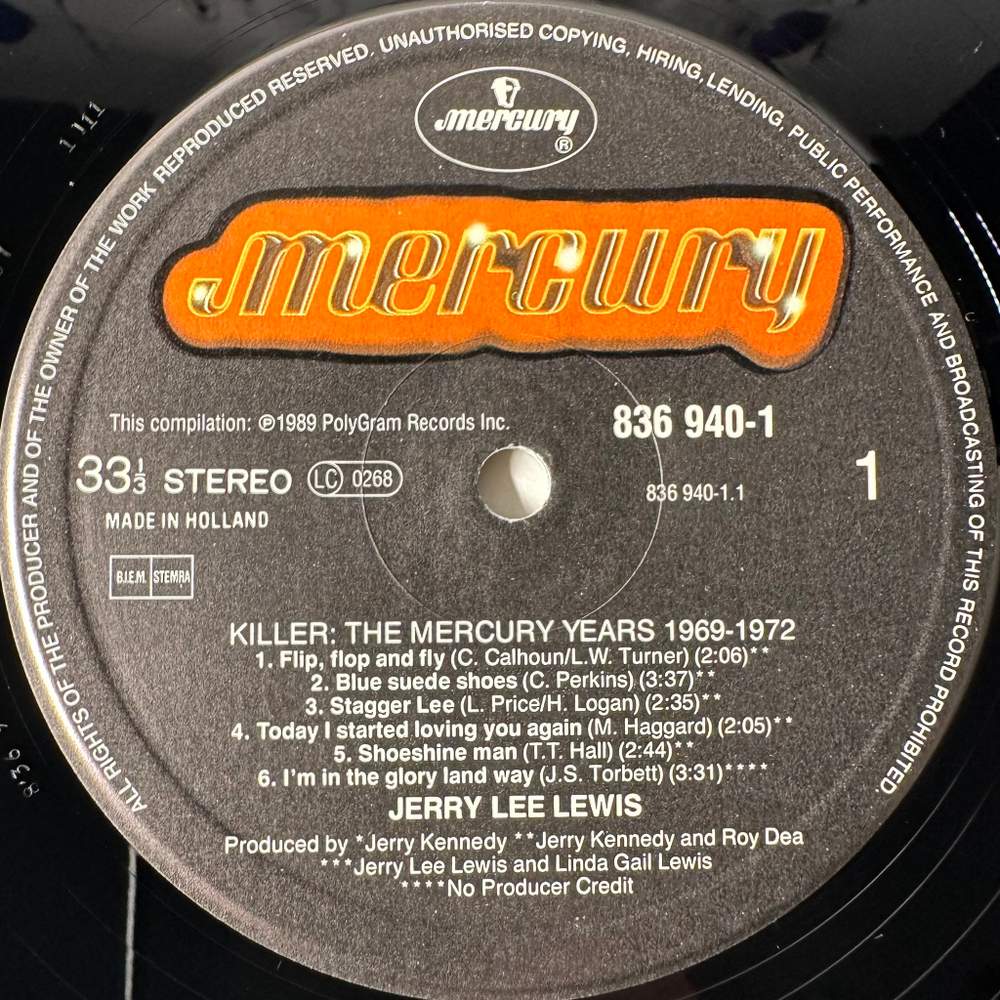 ALL RIGHTS OF THE PRODUCER AND OF THE OWNER OF THE WORK REPRODUCED RESERVED. UNAUTHORISED COPYING, HIRING, LENDING, PUBLIC PERFORMANCE AND BROADCASTING OF THIS RECORD PROHIBITED.
mercury
®
mercury
This compilation: ℗1989 PolyGram Records Inc.
836 940-1
33⅓ STEREO LC 0268
836 940-1.1
1
MADE IN HOLLAND
B.I.E.M. STEMRA
KILLER: THE MERCURY YEARS 1969-1972
1. Flip, flop and fly (C. Calhoun/L.W. Turner) (2:06)**
2. Blue suede shoes (C. Perkins) (3:37)**
3. Stagger Lee (L. Price/H. Logan) (2:35)**
4. Today I started loving you again (M. Haggard) (2:05)**
5. Shoeshine man (T.T. Hall) (2:44)**
6. I'm in the glory land way (J.S. Torbett) (3:31)****
JERRY LEE LEWIS
Produced by *Jerry Kennedy **Jerry Kennedy and Roy Dea
***Jerry Lee Lewis and Linda Gail Lewis
****No Producer Credit